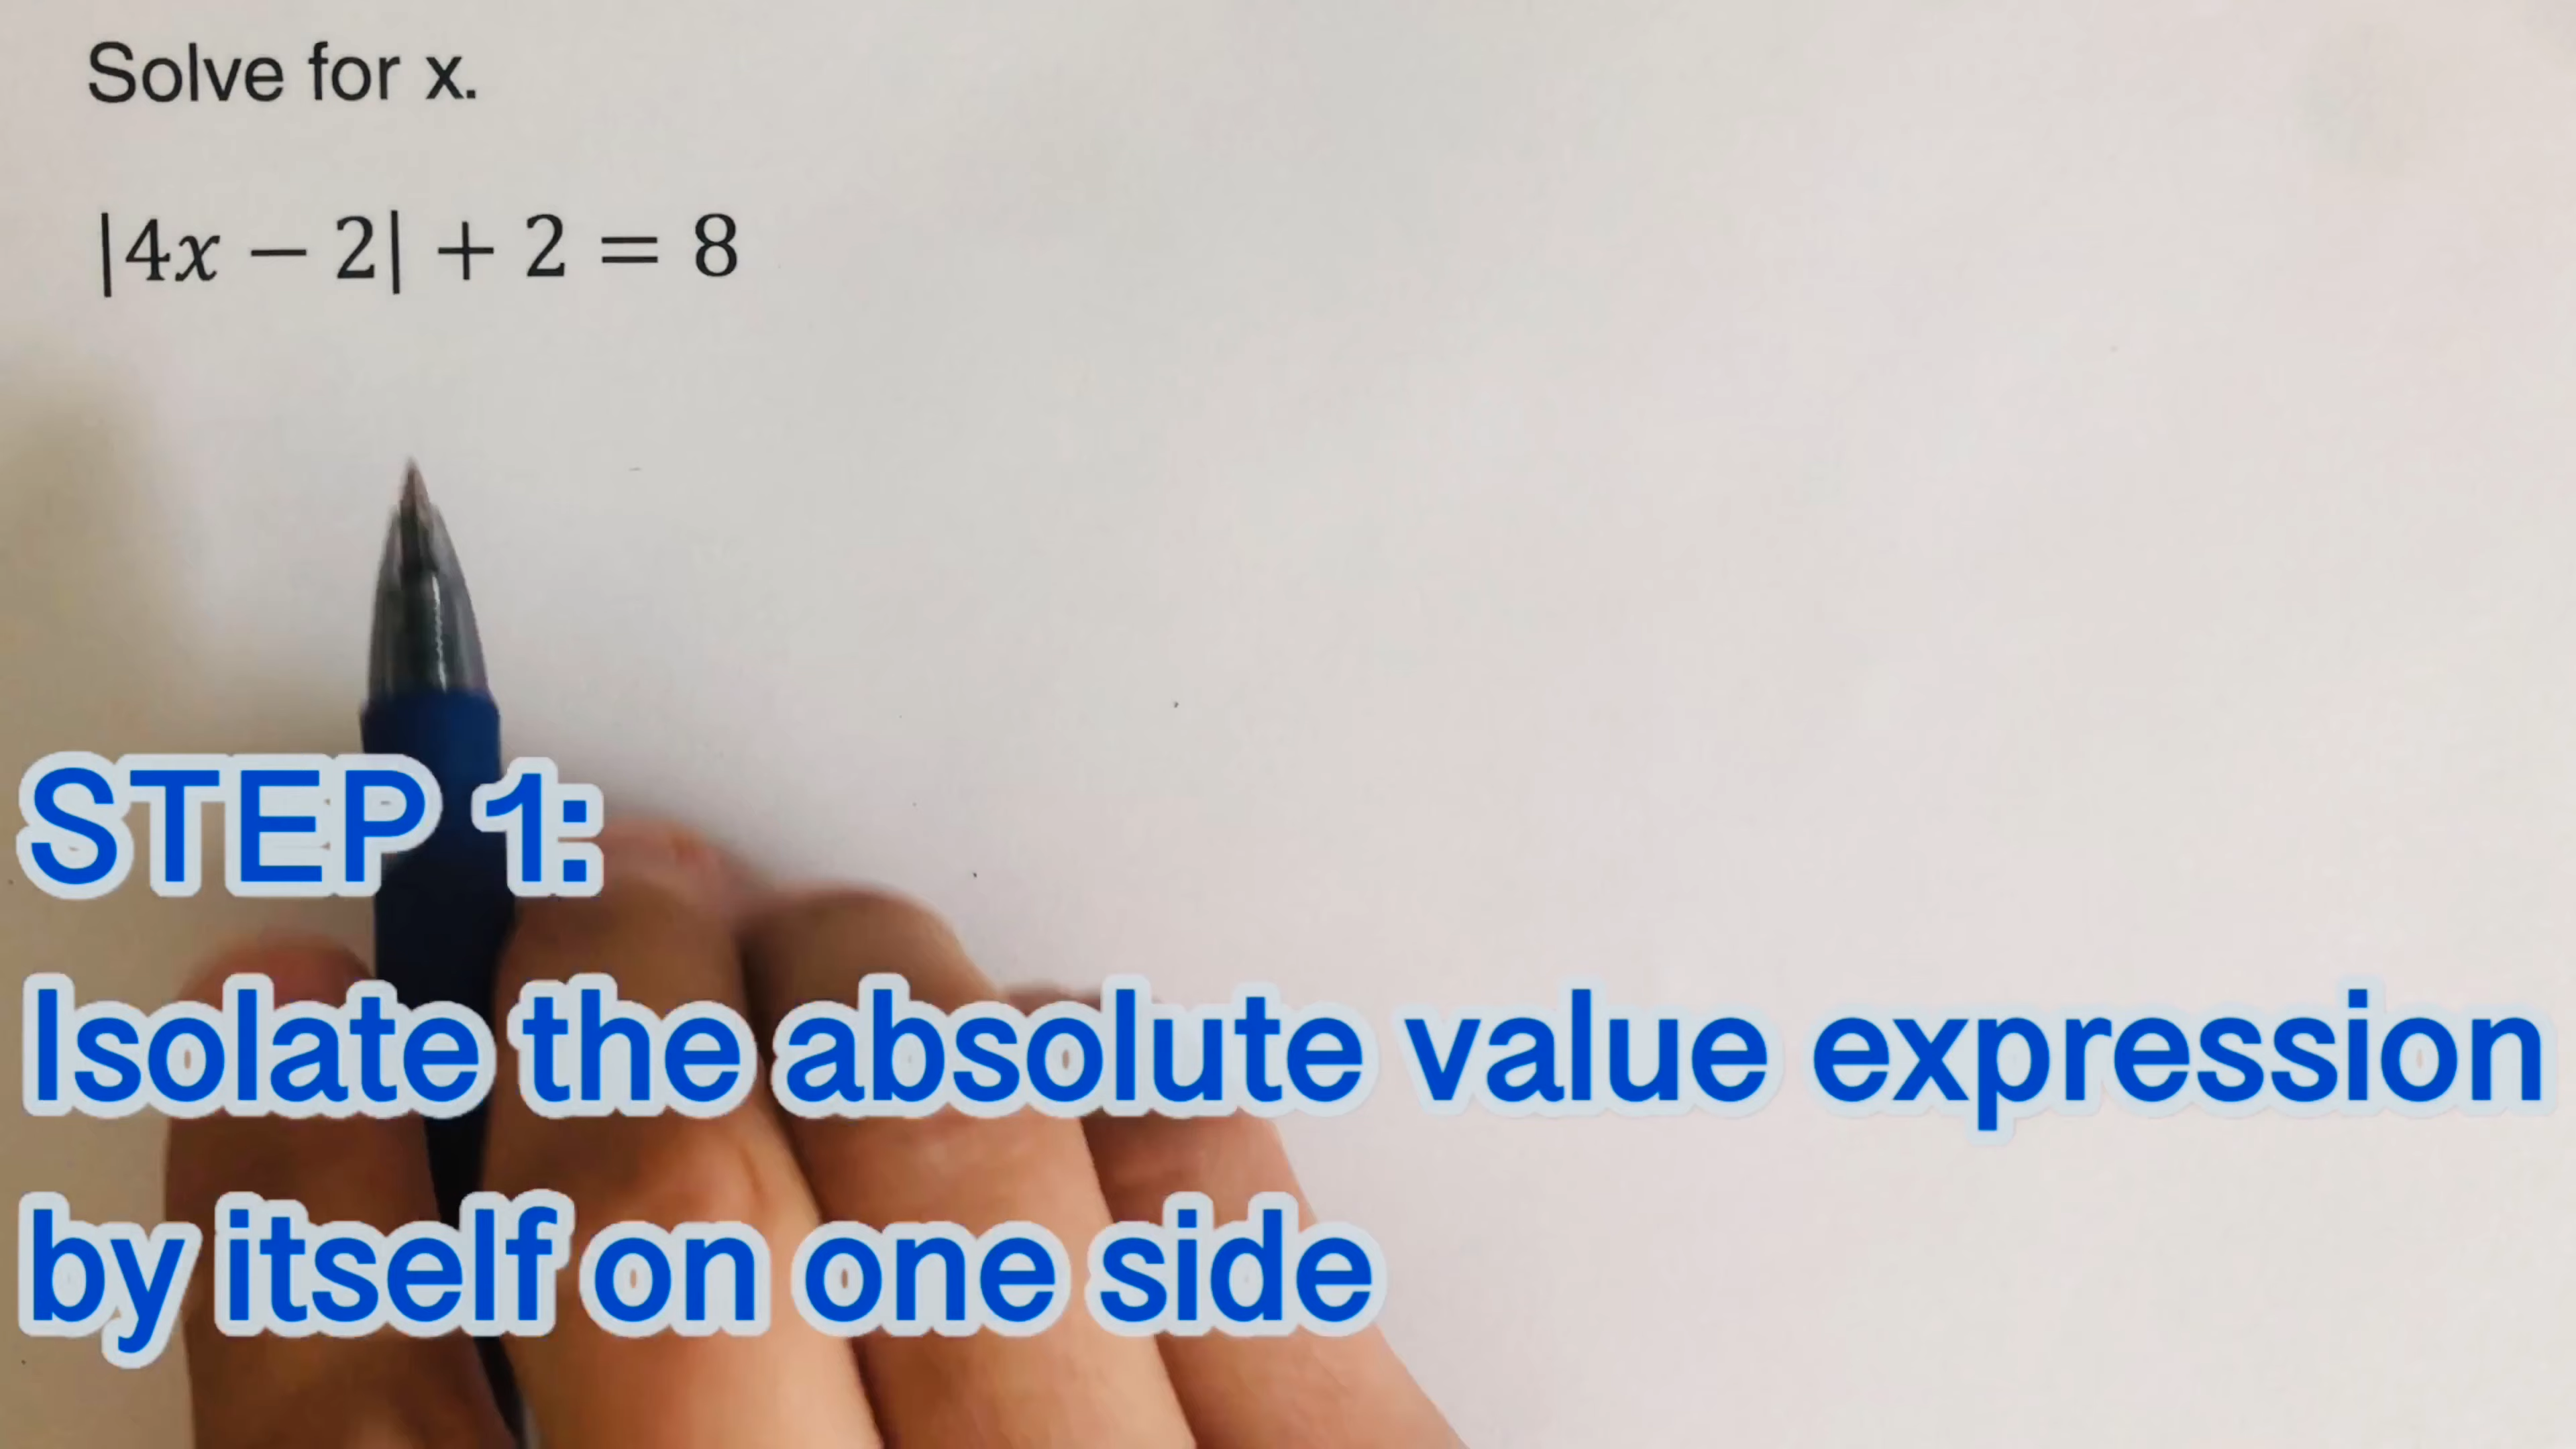 Solve for x.
|4x − 2| + 2 = 8
STEP 1:
Isolate the absolute value expression
by itself on one side